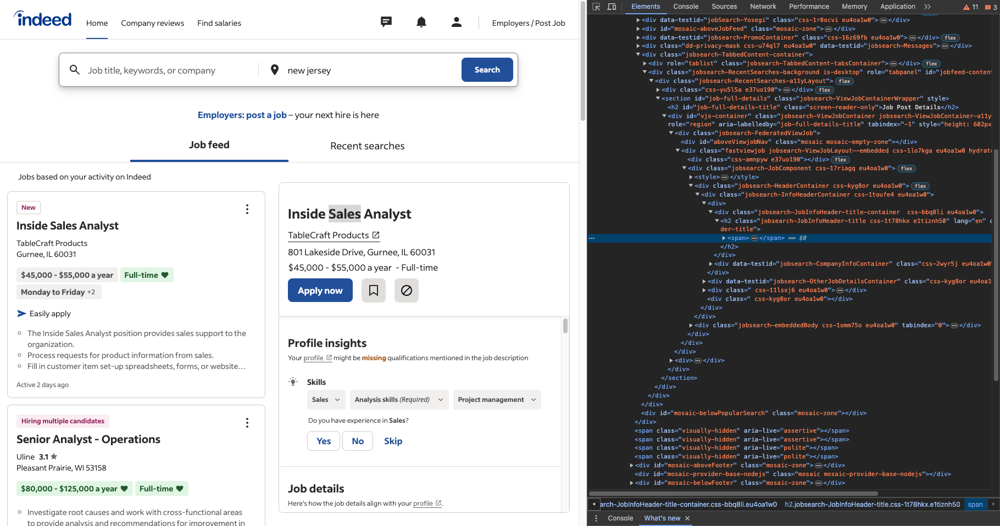 indeed
Home
Company reviews
Find salaries
Employers / Post Job
Job title, keywords, or company
new jersey
Search
Employers: post a job – your next hire is here
Job feed
Recent searches
Jobs based on your activity on Indeed
New
Inside Sales Analyst
TableCraft Products
Gurnee, IL 60031
$45,000 - $55,000 a year
Full-time
Monday to Friday +2
Easily apply
The Inside Sales Analyst position provides sales support to the
organization.
Process requests for product information from sales.
Fill in customer item set-up spreadsheets, forms, or website…
Active 2 days ago
Hiring multiple candidates
Senior Analyst - Operations
Uline 3.1
Pleasant Prairie, WI 53158
$80,000 - $125,000 a year
Full-time
Investigate root causes and work with cross-functional areas
to provide analysis and recommendations for improvement in
Inside Sales Analyst
TableCraft Products
801 Lakeside Drive, Gurnee, IL 60031
$45,000 - $55,000 a year - Full-time
Apply now
Profile insights
Your profile might be missing qualifications mentioned in the job description
Skills
Sales
Analysis skills (Required)
Project management
Do you have experience in Sales?
Yes
No
Skip
Job details
Here's how the job details align with your profile.
Elements
Console
Sources
Network
Performance
Memory
Application
11
3
<div data-testid="jobSearch-Yosegi" class="css-1r8ocvi eu4oa1w0">…</div>
<div id="mosaic-aboveJobFeed" class="mosaic-zone">…</div>
<div data-testid="jobsearch-PromoContainer" class="css-16z69fb eu4oa1w0">…</div> flex
<div class="dd-privacy-mask css-u74ql7 eu4oa1w0" data-testid="jobsearch-Messages">…</div>
<div class="jobsearch-TabbedContent-container">
<div role="tablist" class="jobsearch-TabbedContent-tabsContainer">…</div> flex
<div class="jobsearch-RecentSearches-background is-desktop" role="tabpanel" id="jobfeed-content
<div class="jobsearch-RecentSearches-a11yLayout"> flex
<div class="css-yu5l5a e37uo190">…</div> flex
<section id="job-full-details" class="jobsearch-ViewJobContainerWrapper" style>
<h2 id="job-full-details-title" class="screen-reader-only">Job Post Details</h2>
<div id="vjs-container" class="jobsearch-ViewJobContainer jobsearch-ViewJobContainer-a11y
role="region" aria-labelledby="job-full-details-title" tabindex="-1" style="height: 602px
<div class="jobsearch-FederatedViewJob">
<div id="aboveViewjobNav" class="mosaic mosaic-empty-zone"></div>
<div class="fastviewjob jobsearch-ViewJobLayout--embedded css-1lo7kga eu4oa1w0 hydrate
<div class="css-amnpyw e37uo190"></div> flex
<div class="jobsearch-JobComponent css-17riagq eu4oa1w0"> flex
<style>…</style>
<div class="jobsearch-HeaderContainer css-kyg8or eu4oa1w0"> flex
<div class="jobsearch-InfoHeaderContainer css-1toufe4 eu4oa1w0">
<div>
<div class="jobsearch-JobInfoHeader-title-container  css-bbq8li eu4oa1w0">
<h2 class="jobsearch-JobInfoHeader-title css-1t78hkx e1tiznh50" lang="en"
der-title">
<span>…</span> == $0
</h2>
</div>
<div data-testid="jobsearch-CompanyInfoContainer" class="css-2wyr5j eu4oa1w0"
</div>
<div data-testid="jobsearch-OtherJobDetailsContainer" class="css-kyg8or eu4oa1
<div class=" css-11lsxj6 eu4oa1w0">…</div>
<div class=" css-kyg8or eu4oa1w0"></div>
</div>
</div>
<div class="jobsearch-embeddedBody css-1omm75o eu4oa1w0" tabindex="0">…</div>
</div>
</div>
</div>
<div>…</div>
</div>
</section>
</div>
</div>
</div>
<div id="mosaic-belowPopularSearch" class="mosaic-zone"></div>
</div>
<span class="visually-hidden" aria-live="assertive"></span>
<span class="visually-hidden" aria-live="assertive"></span>
<span class="visually-hidden" aria-live="polite"></span>
<span class="visually-hidden" aria-live="polite"></span>
<div id="mosaic-aboveFooter" class="mosaic-zone">…</div>
<div id="mosaic-provider-base-nodejs" class="mosaic mosaic-provider-base-nodejs"></div>
<div id="mosaic-belowFooter" class="mosaic-zone">…</div>
arch-JobInfoHeader-title-container.css-bbq8li.eu4oa1w0
h2.jobsearch-JobInfoHeader-title.css-1t78hkx.e1tiznh50
span
Console
What's new